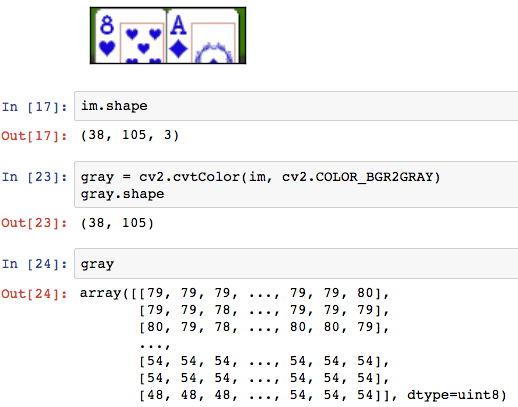 8 A
In [17]: im.shape
Out[17]: (38, 105, 3)
In [23]: gray = cv2.cvtColor(im, cv2.COLOR_BGR2GRAY)
gray.shape
Out[23]: (38, 105)
In [24]: gray
Out[24]: array([[79, 79, 79, ..., 79, 79, 80],
[79, 79, 78, ..., 79, 79, 79],
[80, 79, 78, ..., 80, 80, 79],
...,
[54, 54, 54, ..., 54, 54, 54],
[54, 54, 54, ..., 54, 54, 54],
[48, 48, 48, ..., 54, 54, 54]], dtype=uint8)